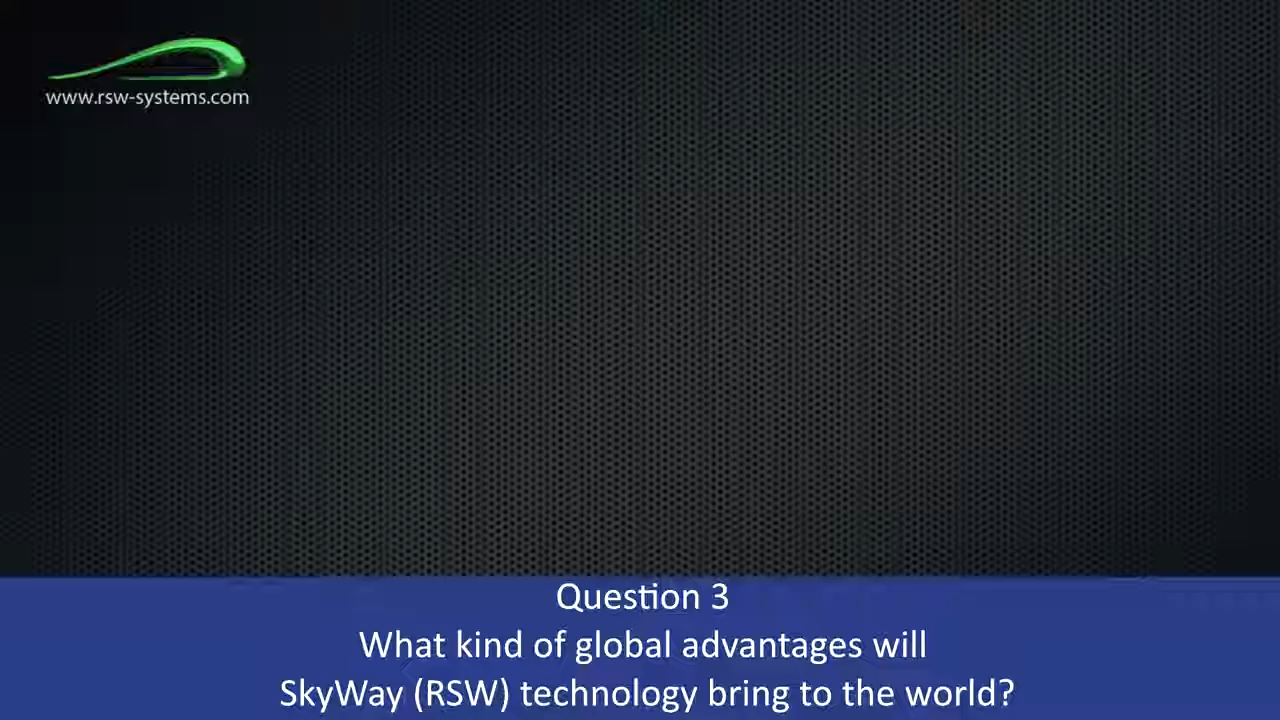 www.rsw-systems.com
Question 3
What kind of global advantages will
SkyWay (RSW) technology bring to the world?